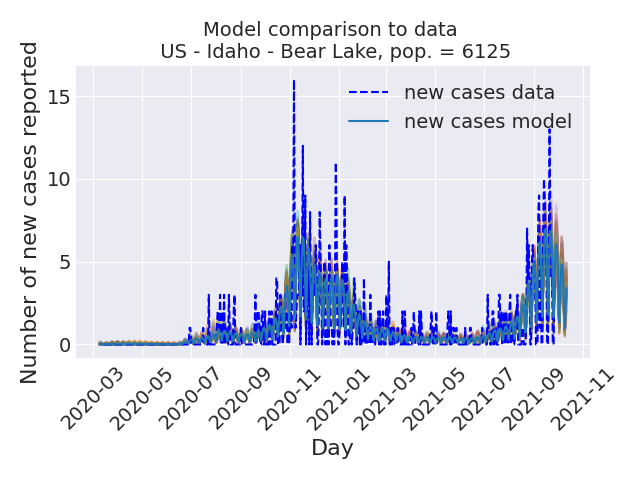 Model comparison to data
US - Idaho - Bear Lake, pop. = 6125
Number of new cases reported
15
10
5
0
new cases data
new cases model
2020-03
2020-05
2020-07
2020-09
2020-11
2021-01
2021-03
2021-05
2021-07
2021-09
2021-11
Day